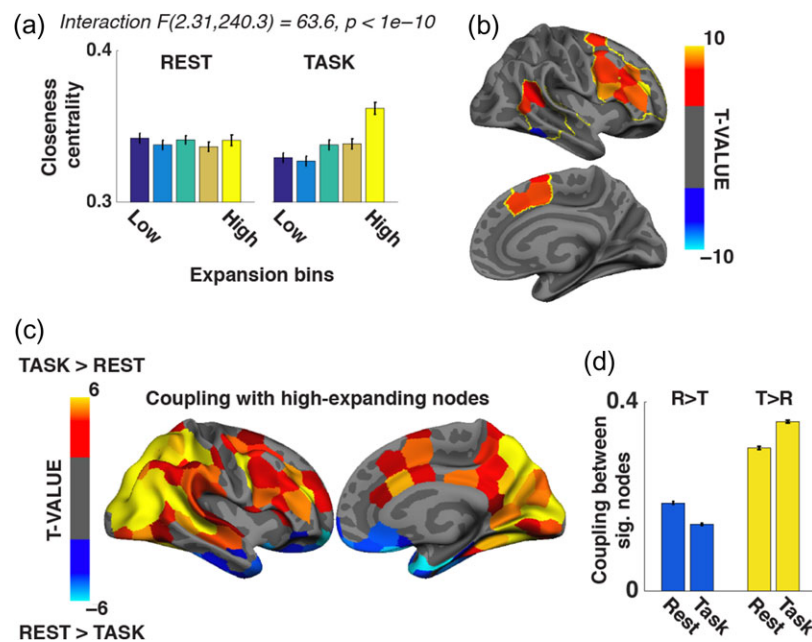 (a)
Interaction F(2.31,240.3) = 63.6, p < 1e−10
0.4
REST
TASK
Closeness
centrality
0.3
Low
High
Low
High
Expansion bins
(b)
10
T-VALUE
−10
(c)
TASK > REST
6
Coupling with high-expanding nodes
T-VALUE
−6
REST > TASK
(d)
0.4
R>T
T>R
Coupling between
sig. nodes
0
Rest
Task
Rest
Task